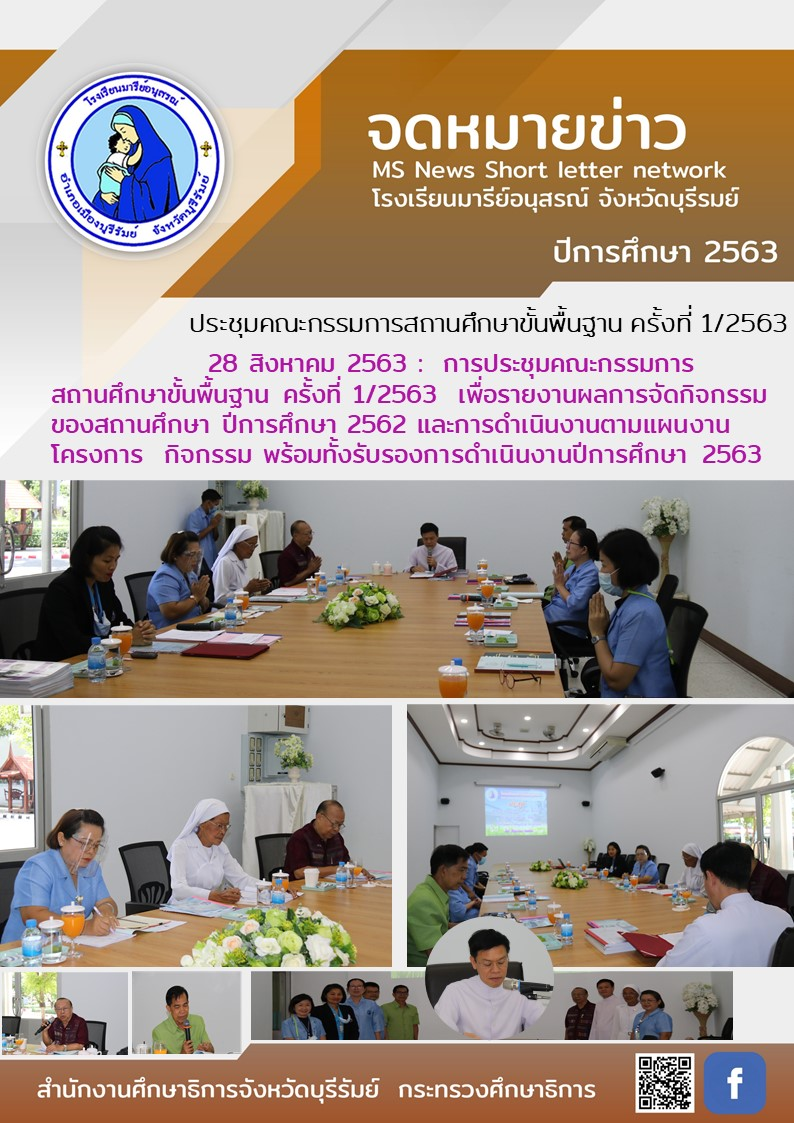 โรงเรียนมารีย์อนุสรณ์
อำเภอเมืองบุรีรัมย์ จังหวัดบุรีรัมย์
จดหมายข่าว
MS News Short letter network
โรงเรียนมารีย์อนุสรณ์ จังหวัดบุรีรมย์
ปีการศึกษา 2563
ประชุมคณะกรรมการสถานศึกษาขั้นพื้นฐาน ครั้งที่ 1/2563
28 สิงหาคม 2563 : การประชุมคณะกรรมการ
สถานศึกษาขั้นพื้นฐาน ครั้งที่ 1/2563 เพื่อรายงานผลการจัดกิจกรรม
ของสถานศึกษา ปีการศึกษา 2562 และการดำเนินงานตามแผนงาน
โครงการ กิจกรรม พร้อมทั้งรับรองการดำเนินงานปีการศึกษา 2563
สำนักงานศึกษาธิการจังหวัดบุรีรัมย์ กระทรวงศึกษาธิการ
f